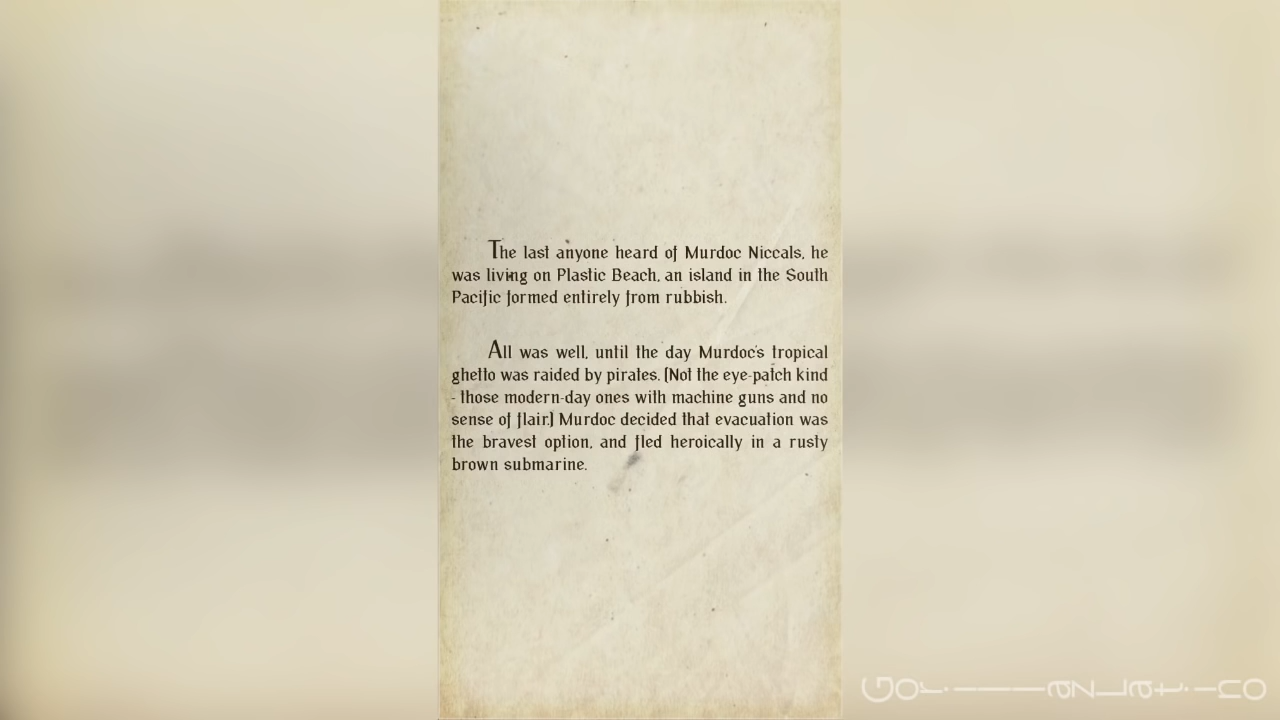 The last anyone heard of Murdoc Niccals, he
was living on Plastic Beach, an island in the South
Pacific formed entirely from rubbish.
All was well, until the day Murdoc's tropical
ghetto was raided by pirates. (Not the eye-patch kind
- those modern-day ones with machine guns and no
sense of flair.) Murdoc decided that evacuation was
the bravest option, and fled heroically in a rusty
brown submarine.
GorillazLatino